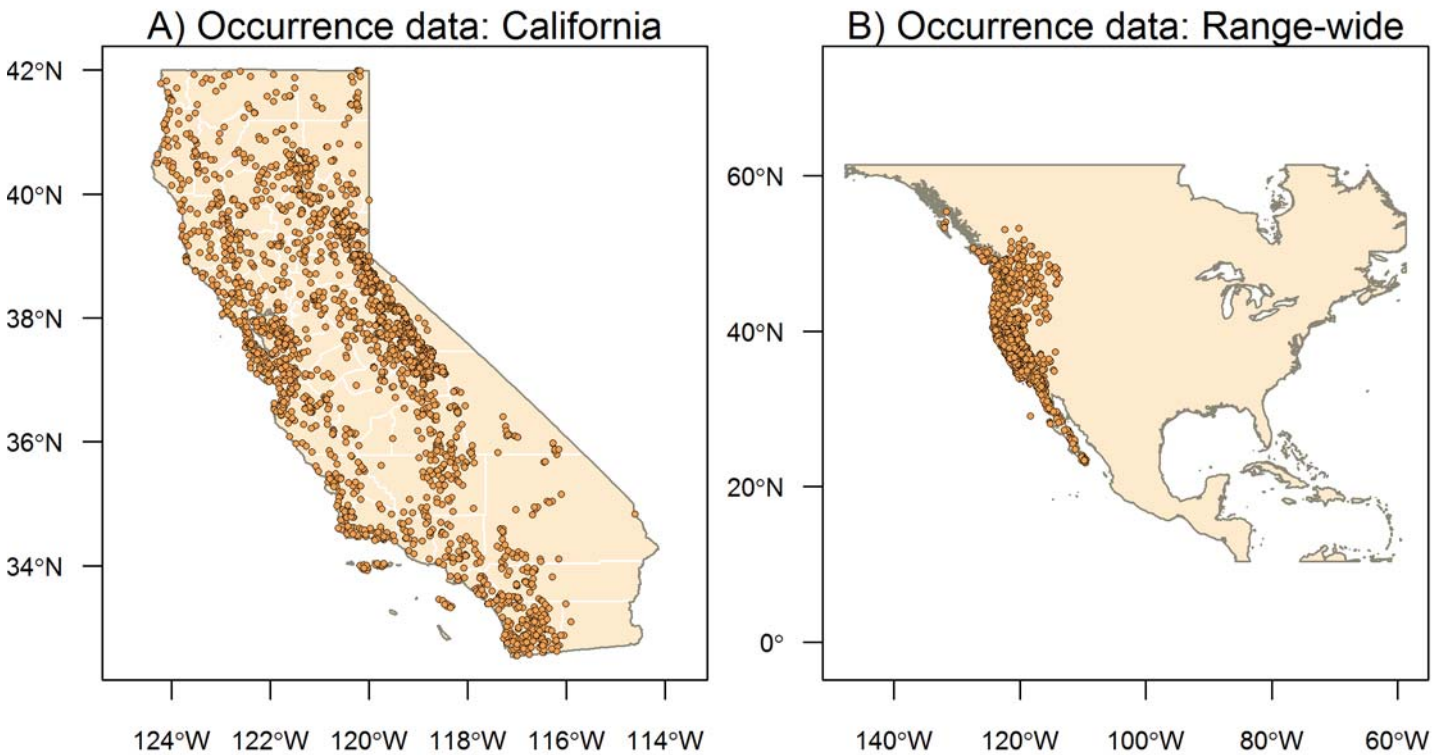 A) Occurrence data: California
42°N
40°N
38°N
36°N
34°N
124°W 122°W 120°W 118°W 116°W 114°W
B) Occurrence data: Range-wide
60°N
40°N
20°N
0°
140°W 120°W 100°W 80°W 60°W